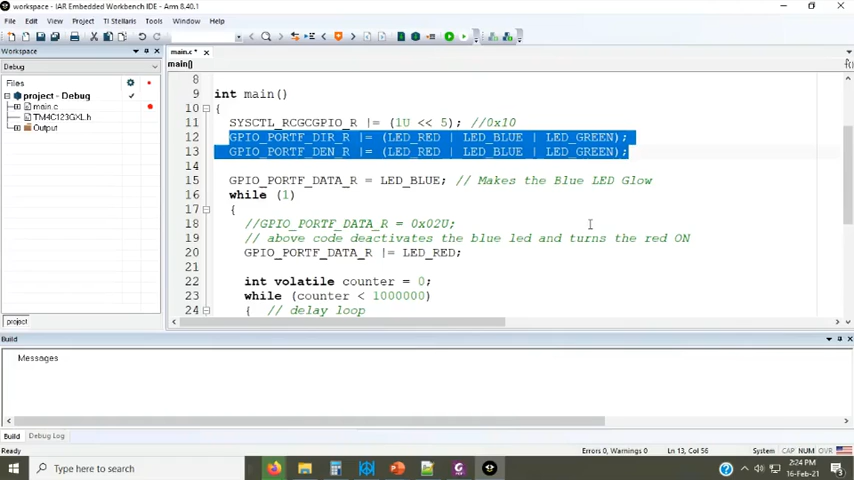 workspace - IAR Embedded Workbench IDE - Arm 8.40.1
File Edit View Project TI Stellaris Tools Window Help
Workspace
main.c *
Debug
main()
Files
project - Debug
main.c
TM4C123GXL.h
Output
8
9 int main()
10 {
11 SYSCTL_RCGCGPIO_R |= (1U << 5); //0x10
12 GPIO_PORTF_DIR_R |= (LED_RED | LED_BLUE | LED_GREEN);
13 GPIO_PORTF_DEN_R |= (LED_RED | LED_BLUE | LED_GREEN);
14
15 GPIO_PORTF_DATA_R = LED_BLUE; // Makes the Blue LED Glow
16 while (1)
17 {
18 //GPIO_PORTF_DATA_R = 0x02U;
19 // above code deactivates the blue led and turns the red ON
20 GPIO_PORTF_DATA_R |= LED_RED;
21
22 int volatile counter = 0;
23 while (counter < 1000000)
24 { // delay loop
project
Build
Messages
Build Debug Log
Ready
Errors 0, Warnings 0 Ln 13, Col 56 System CAP NUM OVR
Type here to search
2:24 PM
16-Feb-21
3